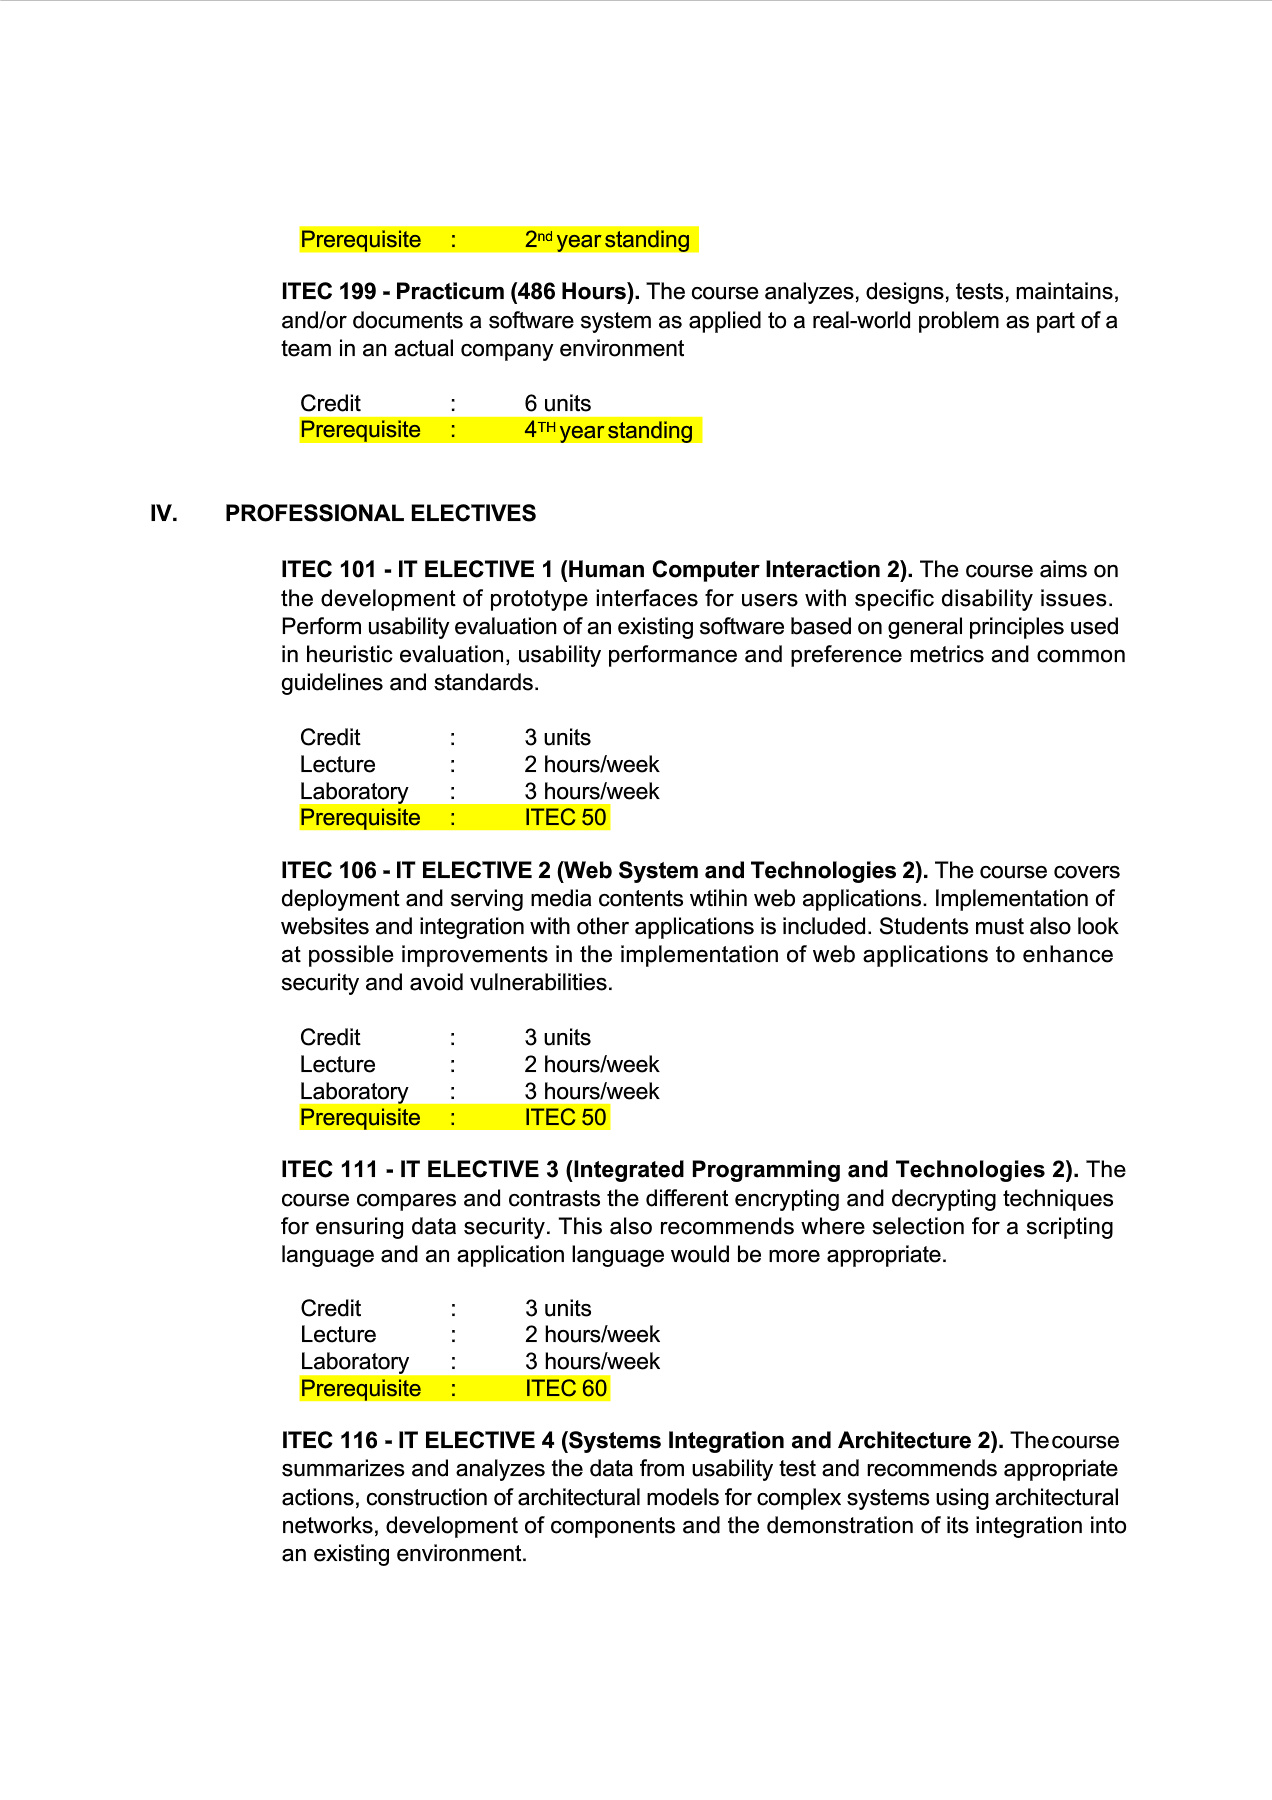 Prerequisite : 2nd year standing
ITEC 199 - Practicum (486 Hours). The course analyzes, designs, tests, maintains,
and/or documents a software system as applied to a real-world problem as part of a
team in an actual company environment
Credit : 6 units
Prerequisite : 4TH year standing
IV. PROFESSIONAL ELECTIVES
ITEC 101 - IT ELECTIVE 1 (Human Computer Interaction 2). The course aims on
the development of prototype interfaces for users with specific disability issues.
Perform usability evaluation of an existing software based on general principles used
in heuristic evaluation, usability performance and preference metrics and common
guidelines and standards.
Credit : 3 units
Lecture : 2 hours/week
Laboratory : 3 hours/week
Prerequisite : ITEC 50
ITEC 106 - IT ELECTIVE 2 (Web System and Technologies 2). The course covers
deployment and serving media contents wtihin web applications. Implementation of
websites and integration with other applications is included. Students must also look
at possible improvements in the implementation of web applications to enhance
security and avoid vulnerabilities.
Credit : 3 units
Lecture : 2 hours/week
Laboratory : 3 hours/week
Prerequisite : ITEC 50
ITEC 111 - IT ELECTIVE 3 (Integrated Programming and Technologies 2). The
course compares and contrasts the different encrypting and decrypting techniques
for ensuring data security. This also recommends where selection for a scripting
language and an application language would be more appropriate.
Credit : 3 units
Lecture : 2 hours/week
Laboratory : 3 hours/week
Prerequisite : ITEC 60
ITEC 116 - IT ELECTIVE 4 (Systems Integration and Architecture 2). The course
summarizes and analyzes the data from usability test and recommends appropriate
actions, construction of architectural models for complex systems using architectural
networks, development of components and the demonstration of its integration into
an existing environment.